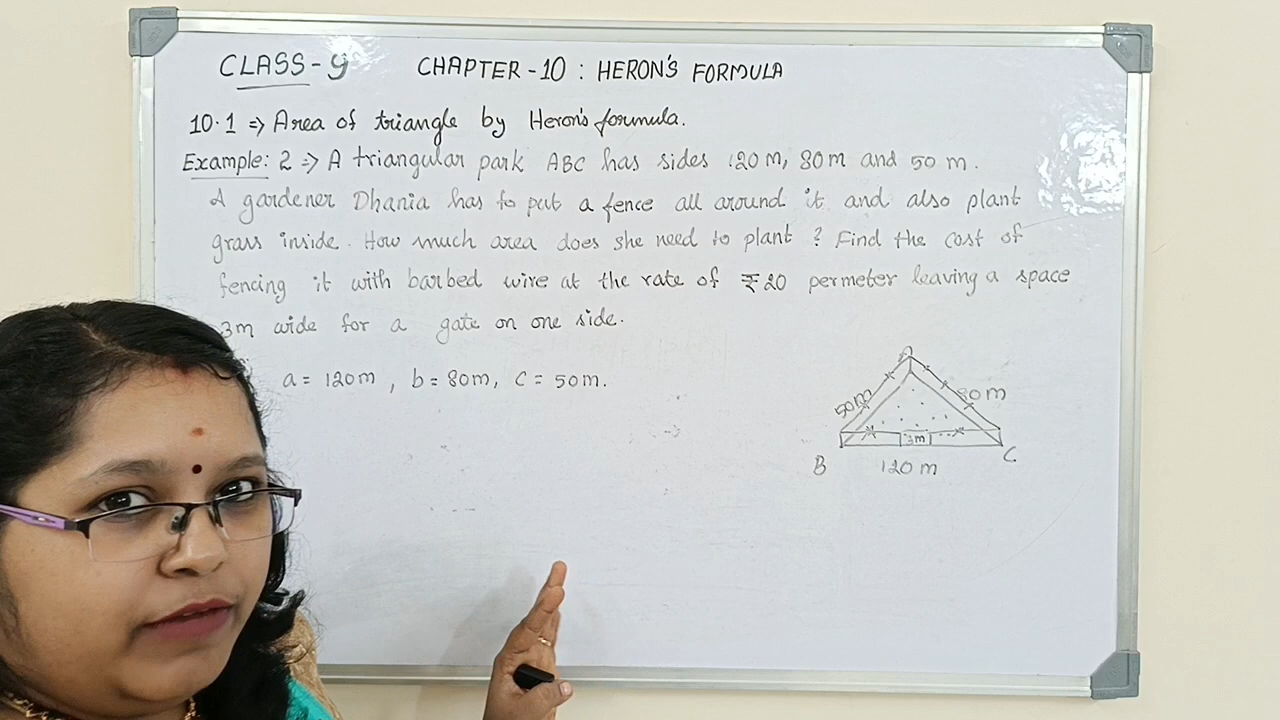 CLASS-9 CHAPTER-10 : HERON'S FORMULA
10.1 => Area of triangle by Heron's formula.
Example: 2 => A triangular park ABC has sides 120 m, 80 m and 50 m.
A gardener Dhania has to put a fence all around it and also plant
grass inside. How much area does she need to plant ? Find the cost of
fencing it with barbed wire at the rate of ₹20 permeter leaving a space
3m wide for a gate on one side.
a = 120m , b = 80m, c = 50m.
50m
80m
3m
B
120 m
C